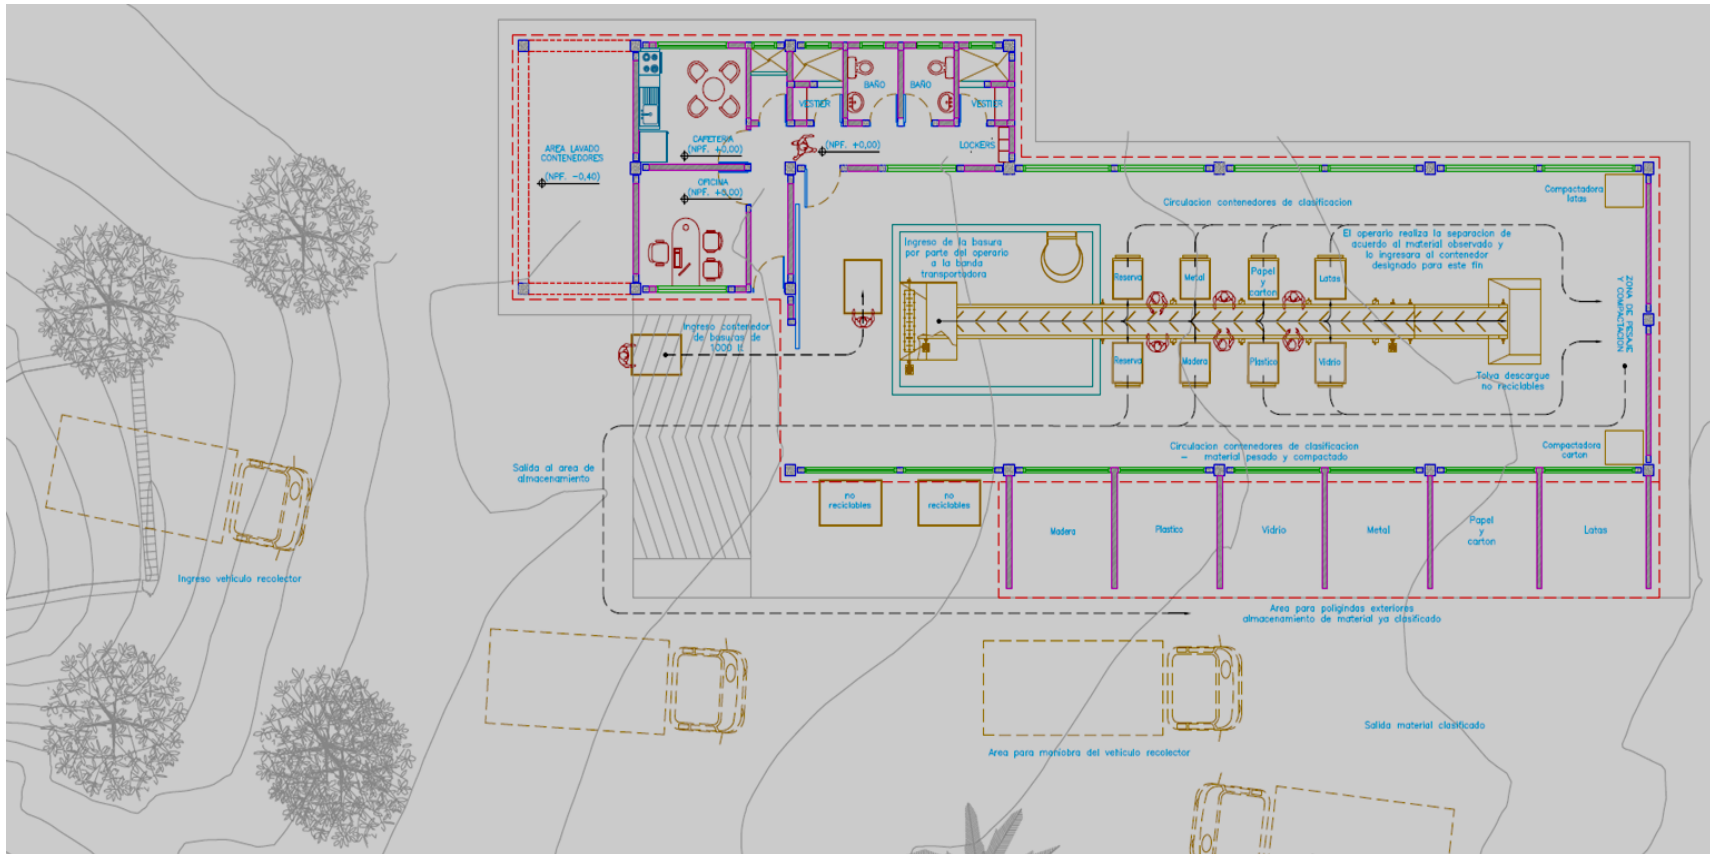 AREA LAVADO
CONTENEDORES
(NPF. -0,40)
CAFETERIA
(NPF. +0,00)
OFICINA
(NPF. +0,00)
VESTIER
BAÑO
BAÑO
VESTIER
(NPF. +0,00)
LOCKERS
Circulacion contenedores de clasificacion
Compactadora
latas
Ingreso de la basura
por parte del operario
a la banda
transportadora
El operario realiza la separacion de
acuerdo al material observado y
lo ingresara al contenedor
designado para este fin
Reserva
Metal
Papel
y
carton
Latas
ZONA DE PESAJE
Y COMPACTACION
Ingreso contenedor
de basuras de
1000 lt
Reserva
Madera
Plastico
Vidrio
Tolva descargue
no reciclables
Circulacion contenedores de clasificacion
- material pesado y compactado
Compactadora
carton
Salida al area de
almacenamiento
no
reciclables
no
reciclables
Madera
Plastico
Vidrio
Metal
Papel
y
carton
Latas
Ingreso vehiculo recolector
Area para poligindas exteriores
almacenamiento de material ya clasificado
Salida material clasificado
Area para maniobra del vehiculo recolector